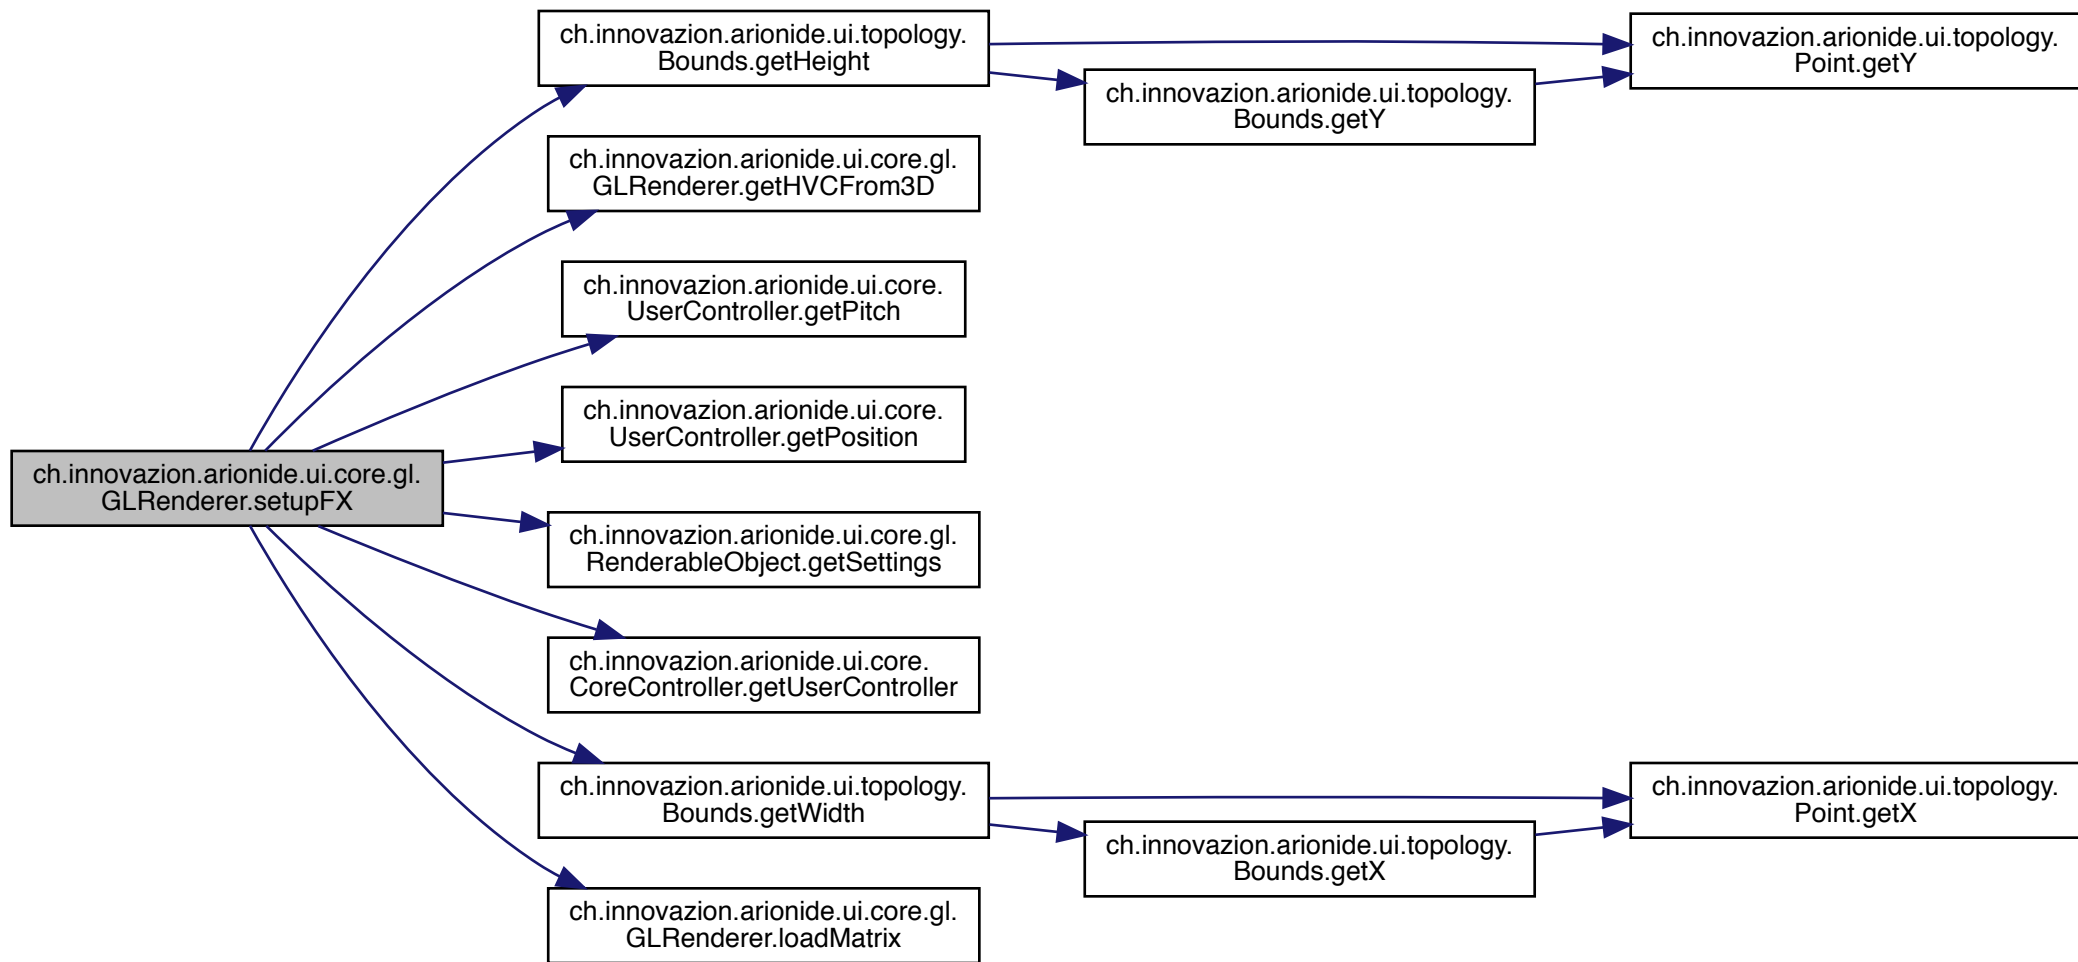 ch.innovazion.arionide.ui.core.gl.
GLRenderer.setupFX
ch.innovazion.arionide.ui.topology.
Bounds.getHeight
ch.innovazion.arionide.ui.topology.
Bounds.getY
ch.innovazion.arionide.ui.topology.
Point.getY
ch.innovazion.arionide.ui.core.gl.
GLRenderer.getHVCFrom3D
ch.innovazion.arionide.ui.core.
UserController.getPitch
ch.innovazion.arionide.ui.core.
UserController.getPosition
ch.innovazion.arionide.ui.core.gl.
RenderableObject.getSettings
ch.innovazion.arionide.ui.core.
CoreController.getUserController
ch.innovazion.arionide.ui.topology.
Bounds.getWidth
ch.innovazion.arionide.ui.topology.
Bounds.getX
ch.innovazion.arionide.ui.topology.
Point.getX
ch.innovazion.arionide.ui.core.gl.
GLRenderer.loadMatrix